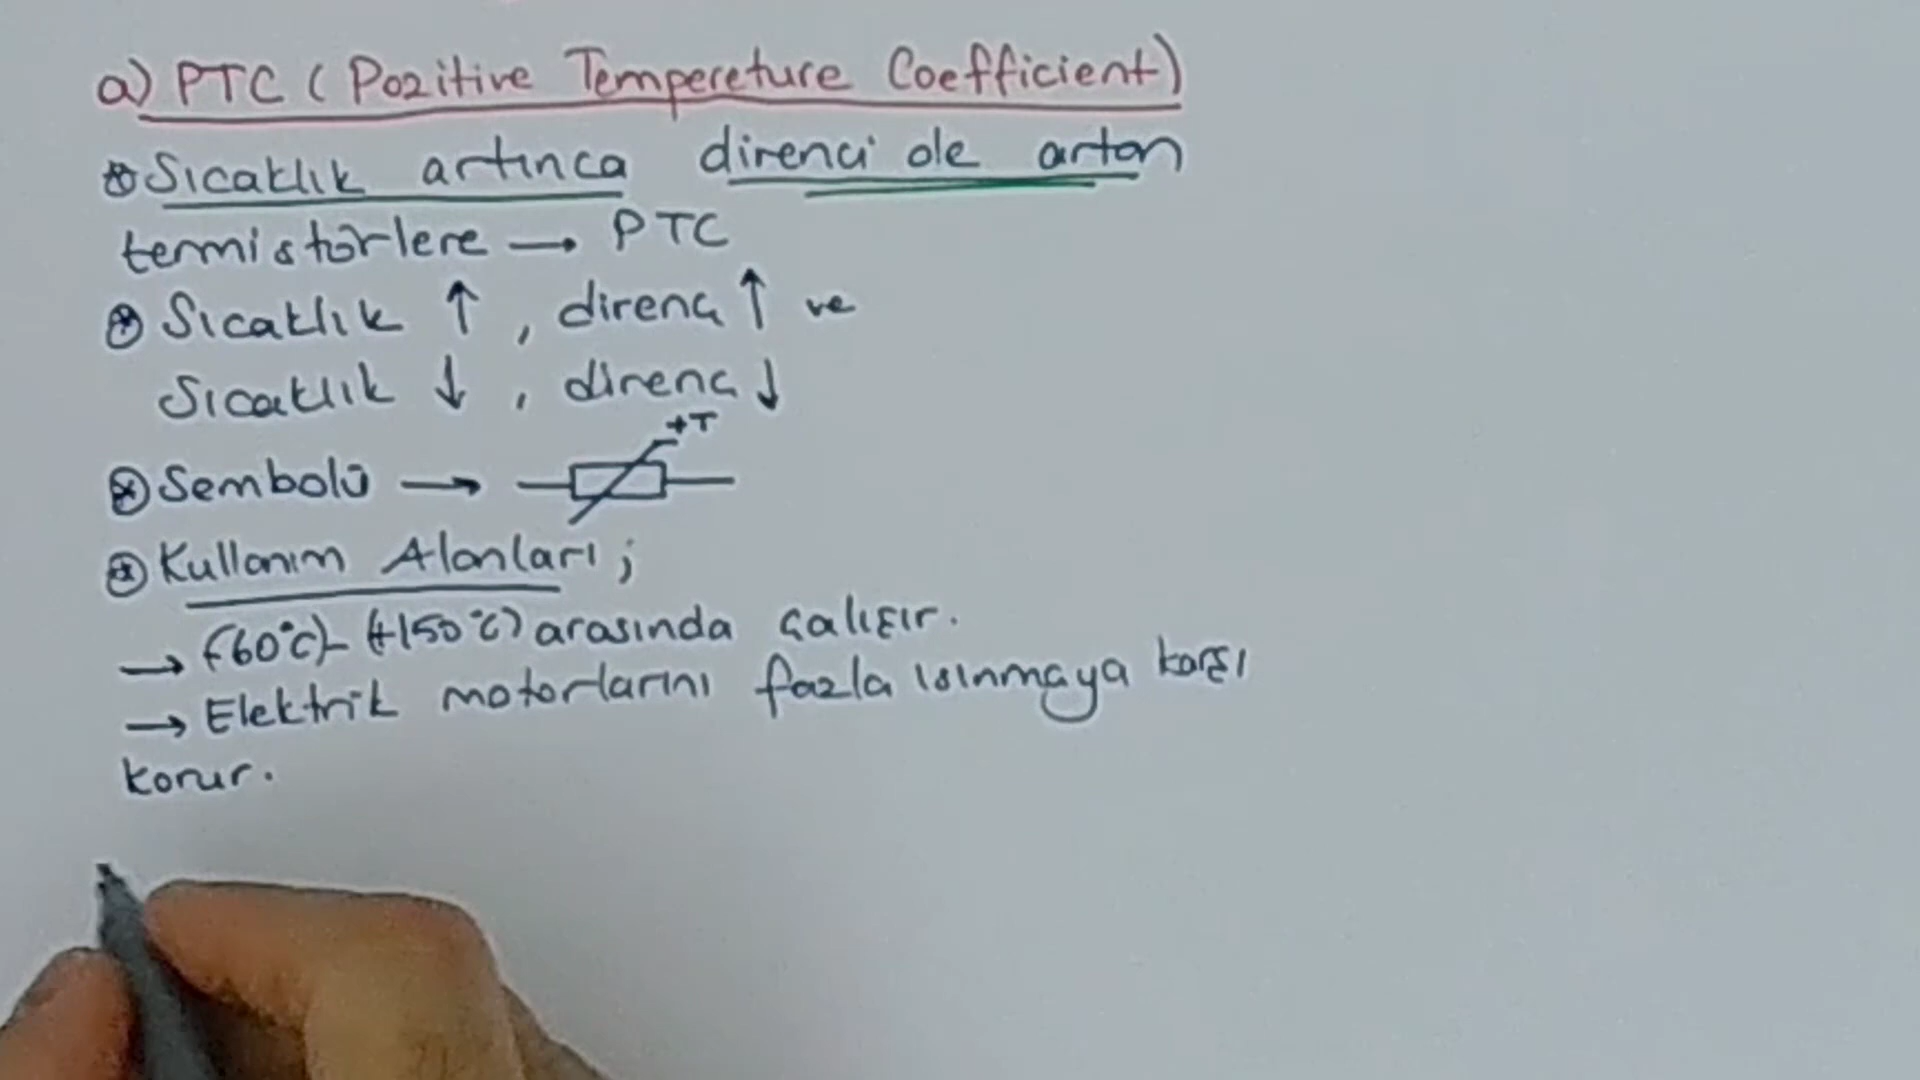 a) PTC (Pozitive Tempereture Coefficient)
⊛ Sıcaklık artınca direnci de artan
termistörlere → PTC
⊛ Sıcaklık ↑ , direnç ↑ ve
Sıcaklık ↓ , direnç ↓
+T
⊛ Sembolü →
⊛ Kullanım Alanları ;
→ (-60°C) - (+150°C) arasında çalışır.
→ Elektrik motorlarını fazla ısınmaya karşı
korur.